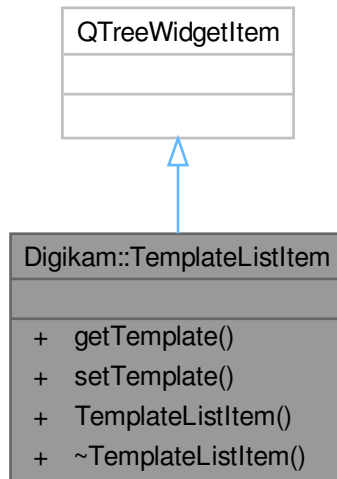 QTreeWidgetItem
Digikam::TemplateListItem
+ getTemplate()
+ setTemplate()
+ TemplateListItem()
+ ~TemplateListItem()